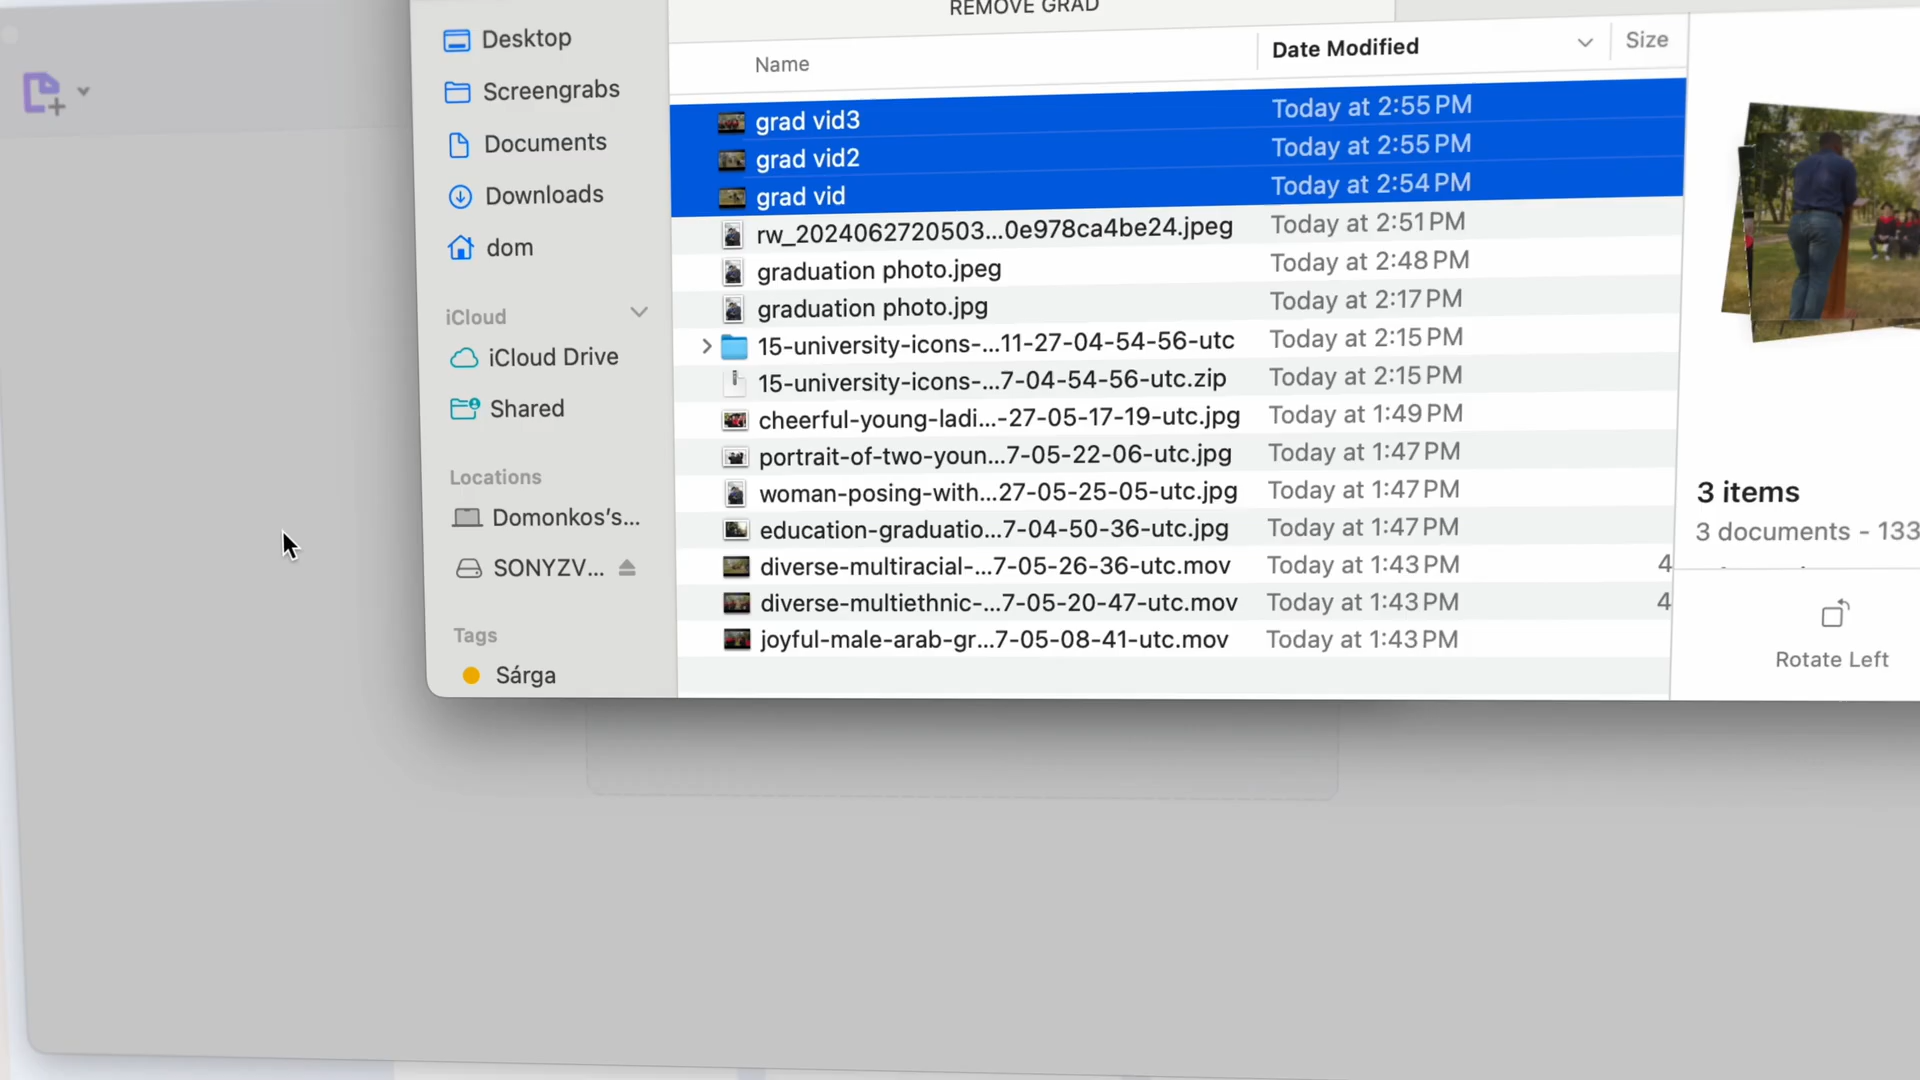 REMOVE GRAD
Desktop
Screengrabs
Documents
Downloads
dom
iCloud
iCloud Drive
Shared
Locations
Domonkos's...
SONYZV...
Tags
Sárga
Name
Date Modified
Size
grad vid3
Today at 2:55 PM
grad vid2
Today at 2:55 PM
grad vid
Today at 2:54 PM
rw_2024062720503...0e978ca4be24.jpeg
Today at 2:51 PM
graduation photo.jpeg
Today at 2:48 PM
graduation photo.jpg
Today at 2:17 PM
15-university-icons-...11-27-04-54-56-utc
Today at 2:15 PM
15-university-icons-...7-04-54-56-utc.zip
Today at 2:15 PM
cheerful-young-ladi...-27-05-17-19-utc.jpg
Today at 1:49 PM
portrait-of-two-youn...7-05-22-06-utc.jpg
Today at 1:47 PM
woman-posing-with...27-05-25-05-utc.jpg
Today at 1:47 PM
education-graduatio...7-04-50-36-utc.jpg
Today at 1:47 PM
diverse-multiracial-...7-05-26-36-utc.mov
Today at 1:43 PM
4
diverse-multiethnic-...7-05-20-47-utc.mov
Today at 1:43 PM
4
joyful-male-arab-gr...7-05-08-41-utc.mov
Today at 1:43 PM
3 items
3 documents - 133
Rotate Left